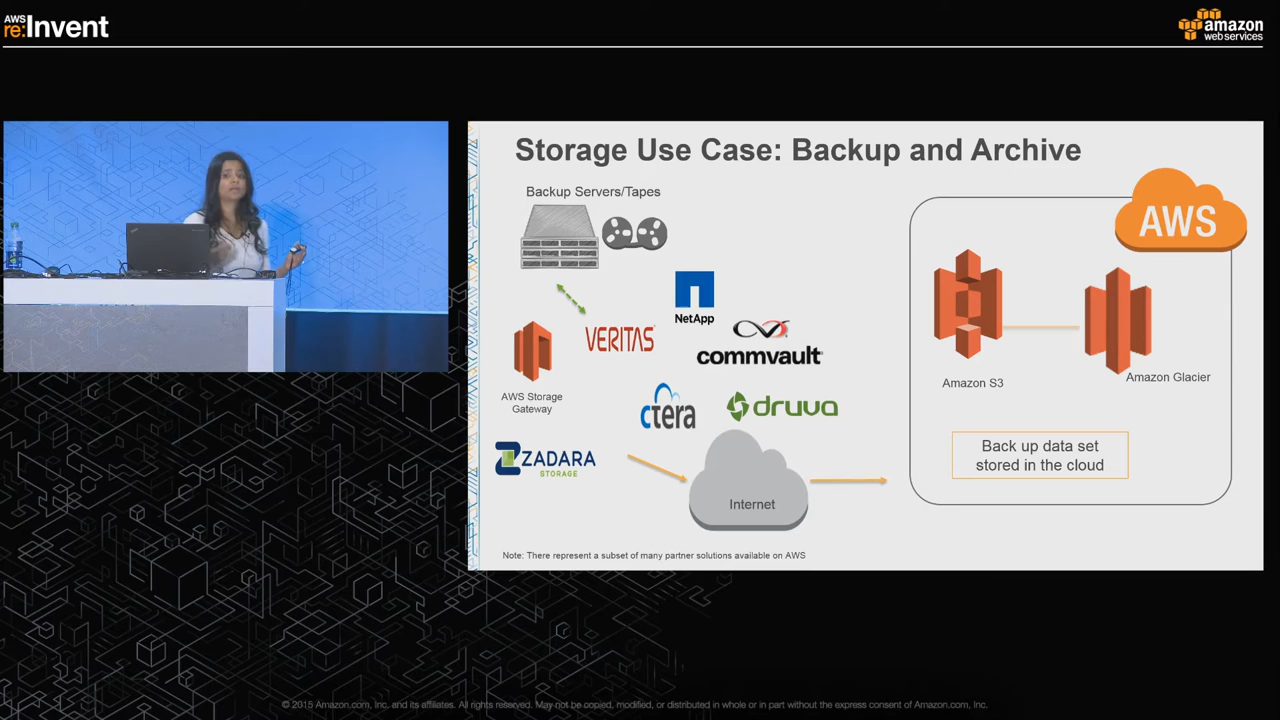 AWS
re:Invent
amazon
web services
Storage Use Case: Backup and Archive
Backup Servers/Tapes
AWS
NetApp
VERITAS
commvault
AWS Storage
Gateway
ctera
druva
Amazon S3
Amazon Glacier
ZADARA
STORAGE
Back up data set
stored in the cloud
Internet
Note: There represent a subset of many partner solutions available on AWS
© 2015 Amazon.com, Inc. and its affiliates. All rights reserved. May not be copied, modified, or distributed in whole or in part without the express consent of Amazon.com, Inc.